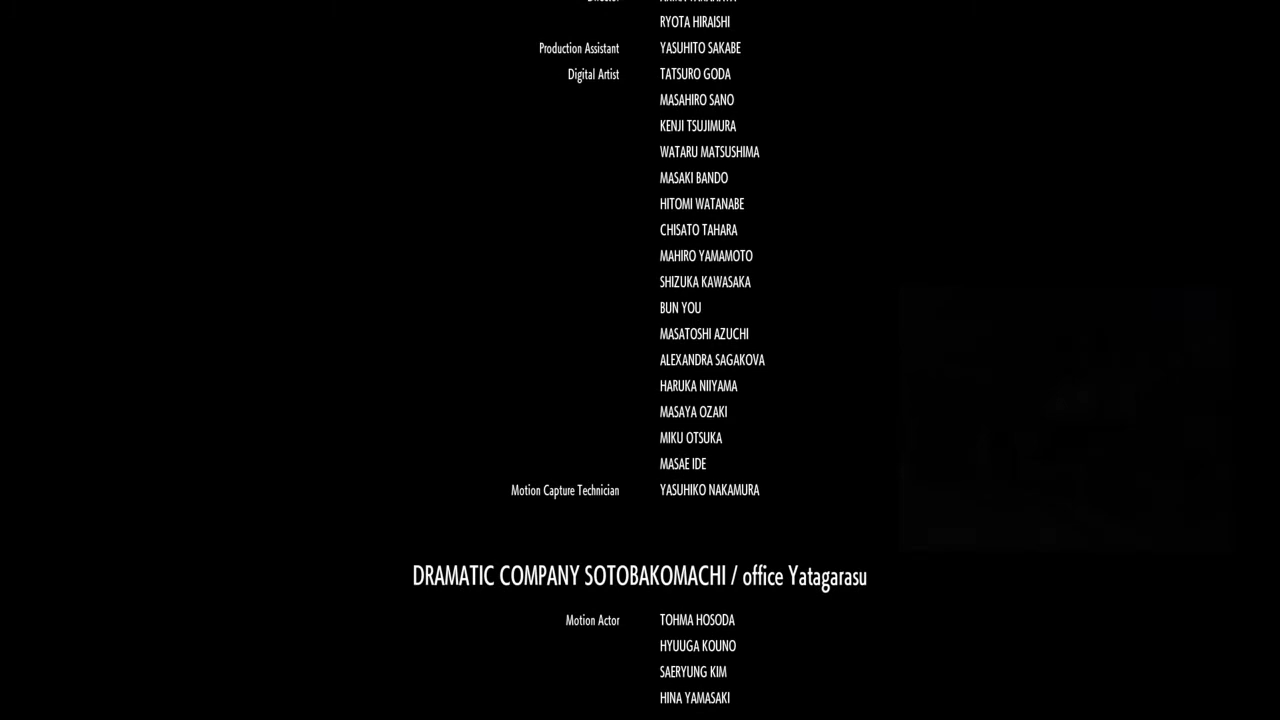 RYOTA HIRAISHI
Production Assistant YASUHITO SAKABE
Digital Artist TATSURO GODA
MASAHIRO SANO
KENJI TSUJIMURA
WATARU MATSUSHIMA
MASAKI BANDO
HITOMI WATANABE
CHISATO TAHARA
MAHIRO YAMAMOTO
SHIZUKA KAWASAKA
BUN YOU
MASATOSHI AZUCHI
ALEXANDRA SAGAKOVA
HARUKA NIIYAMA
MASAYA OZAKI
MIKU OTSUKA
MASAE IDE
Motion Capture Technician YASUHIKO NAKAMURA
DRAMATIC COMPANY SOTOBAKOMACHI / office Yatagarasu
Motion Actor TOHMA HOSODA
HYUUGA KOUNO
SAERYUNG KIM
HINA YAMASAKI